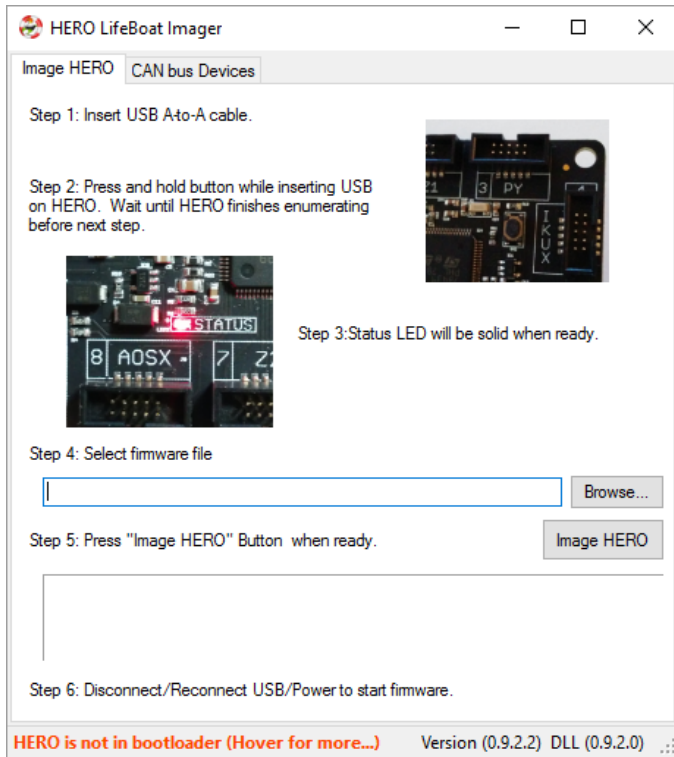 HERO LifeBoat Imager
Image HERO
CAN bus Devices
Step 1: Insert USB A-to-A cable.
Step 2: Press and hold button while inserting USB
on HERO. Wait until HERO finishes enumerating
before next step.
3 PY
IKUX
STATUS
8 AOSX
7
Step 3:Status LED will be solid when ready.
Step 4: Select firmware file
Browse...
Step 5: Press "Image HERO" Button when ready.
Image HERO
Step 6: Disconnect/Reconnect USB/Power to start firmware.
HERO is not in bootloader (Hover for more...)
Version (0.9.2.2) DLL (0.9.2.0)